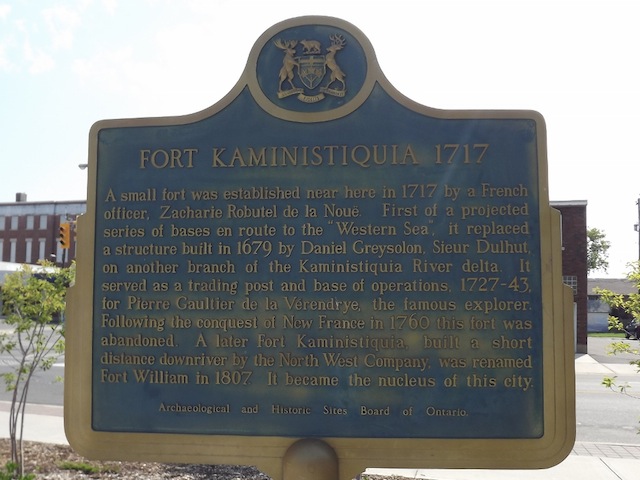 FORT KAMINISTIQUIA 1717
A small fort was established near here in 1717 by a French
officer, Zacharie Robutel de la Nouë. First of a projected
series of bases en route to the "Western Sea", it replaced
a structure built in 1679 by Daniel Greysolon, Sieur Dulhut,
on another branch of the Kaministiquia River delta. It
served as a trading post and base of operations, 1727-43,
for Pierre Gaultier de la Vérendrye, the famous explorer.
Following the conquest of New France in 1760 this fort was
abandoned. A later Fort Kaministiquia, built a short
distance downriver by the North West Company, was renamed
Fort William in 1807. It became the nucleus of this city.
Archaeological and Historic Sites Board of Ontario.